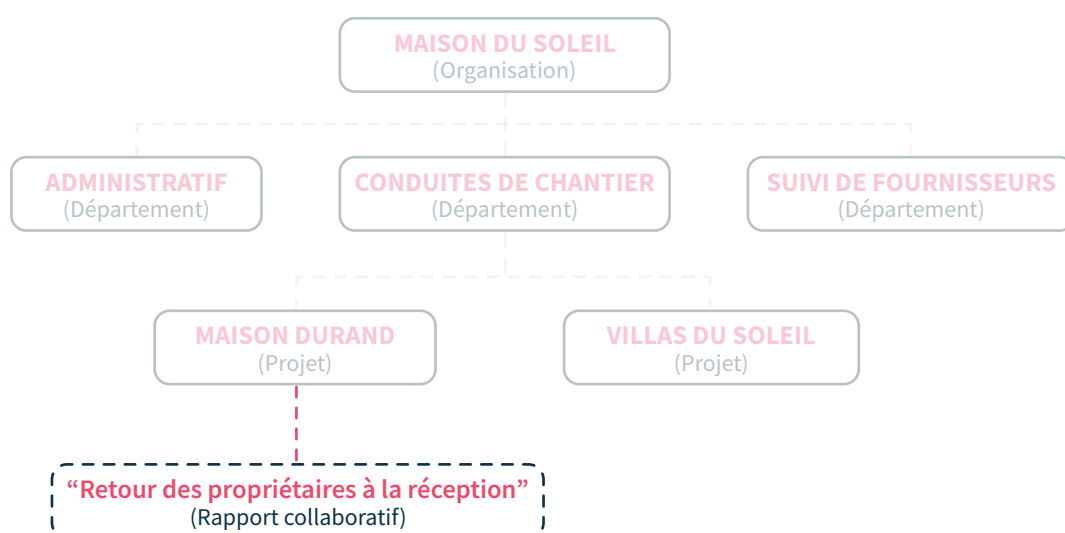 MAISON DU SOLEIL
(Organisation)
ADMINISTRATIF
(Département)
CONDUITES DE CHANTIER
(Département)
SUIVI DE FOURNISSEURS
(Département)
MAISON DURAND
(Projet)
VILLAS DU SOLEIL
(Projet)
“Retour des propriétaires à la réception”
(Rapport collaboratif)